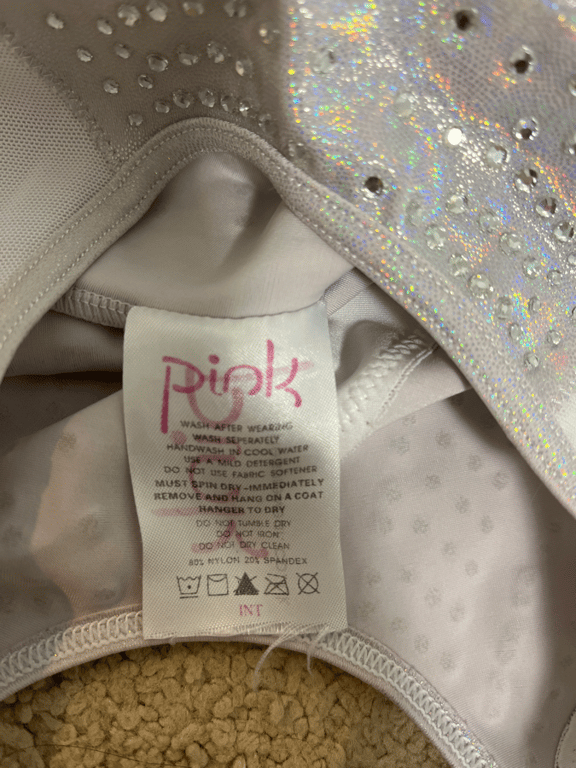 pink
WASH AFTER WEARING
WASH SEPERATELY
HANDWASH IN COOL WATER
USE A MILD DETERGENT
DO NOT USE FABRIC SOFTENER
MUST SPIN DRY-IMMEDIATELY
REMOVE AND HANG ON A COAT
HANGER TO DRY
DO NOT TUMBLE DRY
DO NOT IRON
DO NOT DRY CLEAN
80% NYLON 20% SPANDEX
INT